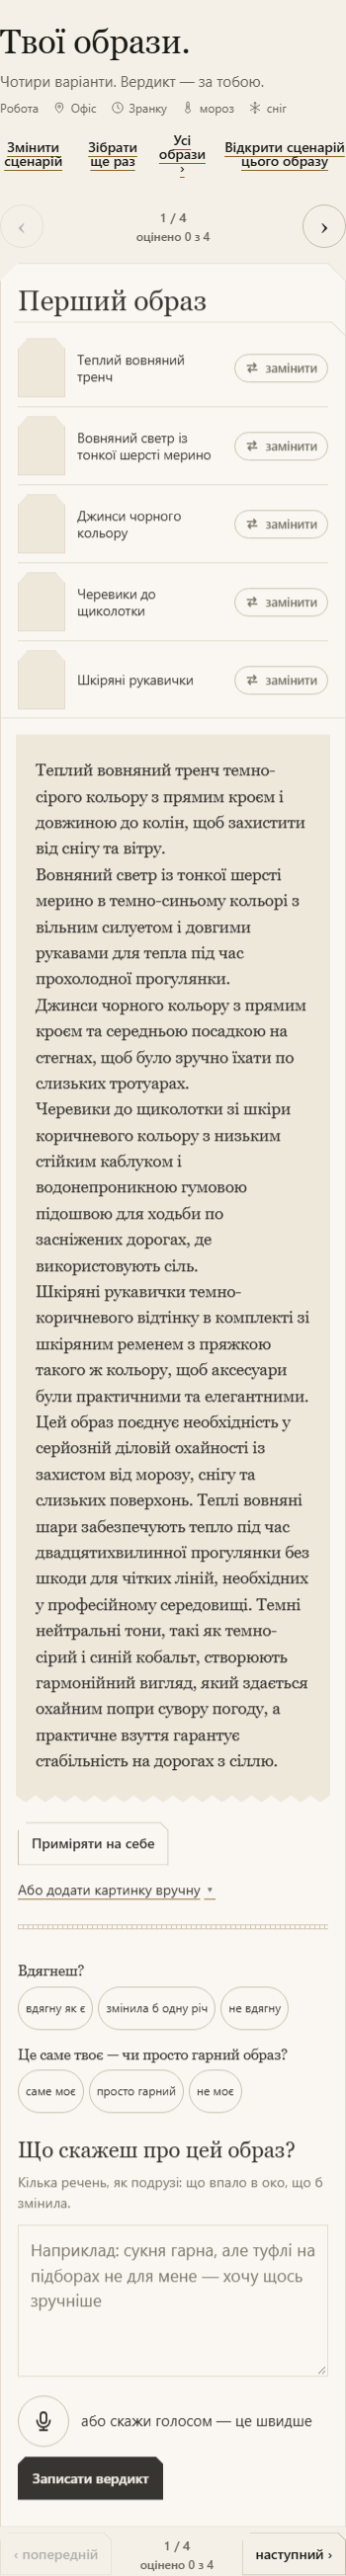 Твої образи.
Чотири варіанти. Вердикт — за тобою.
Робота Офіс Зранку мороз сніг
Змінити
сценарій
Зібрати
ще раз
Усі
образи
›
Відкрити сценарій
цього образу
‹
1 / 4
оцінено 0 з 4
›
Перший образ
Теплий вовняний
тренч
замінити
Вовняний светр із
тонкої шерсті мерино
замінити
Джинси чорного
кольору
замінити
Черевики до
щиколотки
замінити
Шкіряні рукавички
замінити
Теплий вовняний тренч темно-
сірого кольору з прямим кроєм і
довжиною до колін, щоб захистити
від снігу та вітру.
Вовняний светр із тонкої шерсті
мерино в темно-синьому кольорі з
вільним силуетом і довгими
рукавами для тепла під час
прохолодної прогулянки.
Джинси чорного кольору з прямим
кроєм та середньою посадкою на
стегнах, щоб було зручно їхати по
слизьких тротуарах.
Черевики до щиколотки зі шкіри
коричневого кольору з низьким
стійким каблуком і
водонепроникною гумовою
підошвою для ходьби по
засніжених дорогах, де
використовують сіль.
Шкіряні рукавички темно-
коричневого відтінку в комплекті зі
шкіряним ременем з пряжкою
такого ж кольору, щоб аксесуари
були практичними та елегантними.
Цей образ поєднує необхідність у
серйозній діловій охайності із
захистом від морозу, снігу та
слизьких поверхонь. Теплі вовняні
шари забезпечують тепло під час
двадцятихвилинної прогулянки без
шкоди для чітких ліній, необхідних
у професійному середовищі. Темні
нейтральні тони, такі як темно-
сірий і синій кобальт, створюють
гармонійний вигляд, який здається
охайним попри сувору погоду, а
практичне взуття гарантує
стабільність на дорогах з сіллю.
Приміряти на себе
Або додати картинку вручну ▾
Вдягнеш?
вдягну як є
змінила б одну річ
не вдягну
Це саме твоє — чи просто гарний образ?
саме моє
просто гарний
не моє
Що скажеш про цей образ?
Кілька речень, як подрузі: що впало в око, що б
змінила.
Наприклад: сукня гарна, але туфлі на
підборах не для мене — хочу щось
зручніше
або скажи голосом — це швидше
Записати вердикт
‹ попередній
1 / 4
оцінено 0 з 4
наступний ›